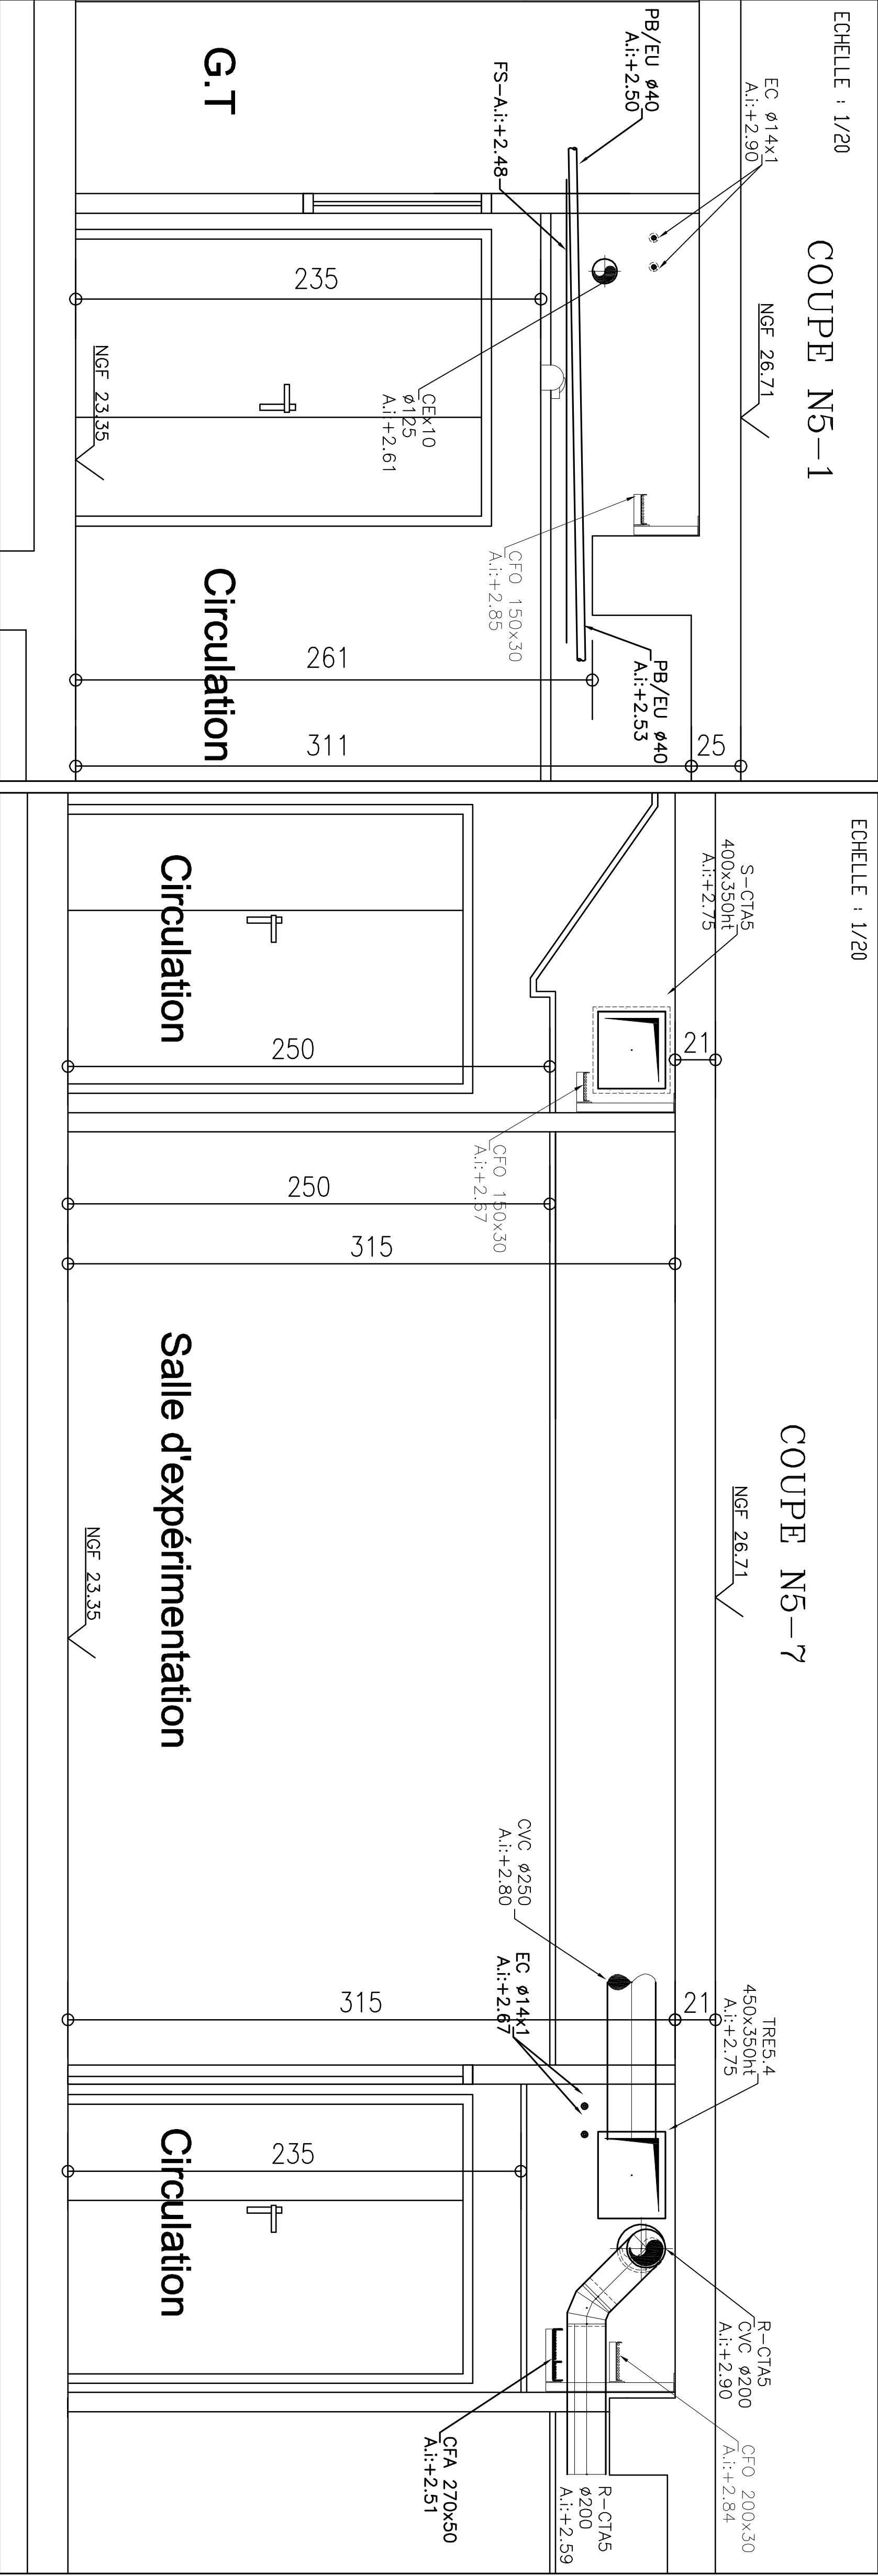 ECHELLE : 1/20
COUPE N5-1
EC ø14x1
A.i:+2.90
NGF 26.71
PB/EU ø40
A.i:+2.50
FS-A.i:+2.48
G.T
235
CEx10
ø125
A.i:+2.61
CFO 150x30
A.i:+2.85
PB/EU ø40
A.i:+2.53
25
261
311
NGF 23.35
Circulation
ECHELLE : 1/20
COUPE N5-7
S-CTA5
400x350ht
A.i:+2.75
21
NGF 26.71
Circulation
250
CFO 150x30
A.i:+2.67
250
315
Salle d'expérimentation
NGF 23.35
CVC ø250
A.i:+2.80
EC ø14x1
A.i:+2.67
315
21
TRE5.4
450x350ht
A.i:+2.75
235
Circulation
R-CTA5
CVC ø200
A.i:+2.90
CFO 200x30
A.i:+2.84
CFA 270x50
A.i:+2.51
R-CTA5
ø200
A.i:+2.59